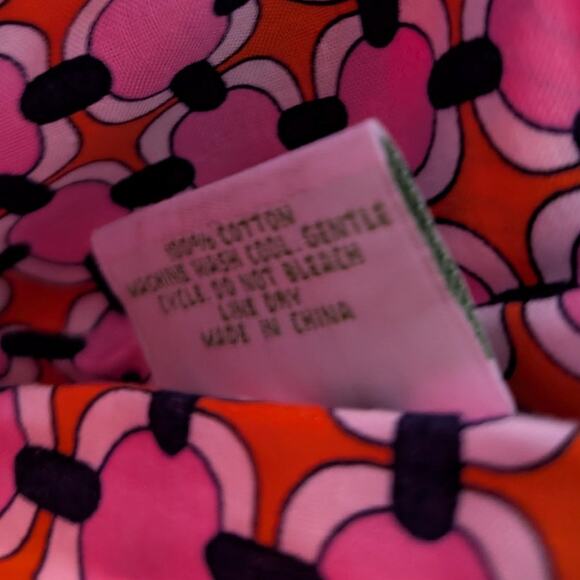 100% COTTON
MACHINE WASH COOL. GENTLE
CYCLE. DO NOT BLEACH
LINE DRY
MADE IN CHINA